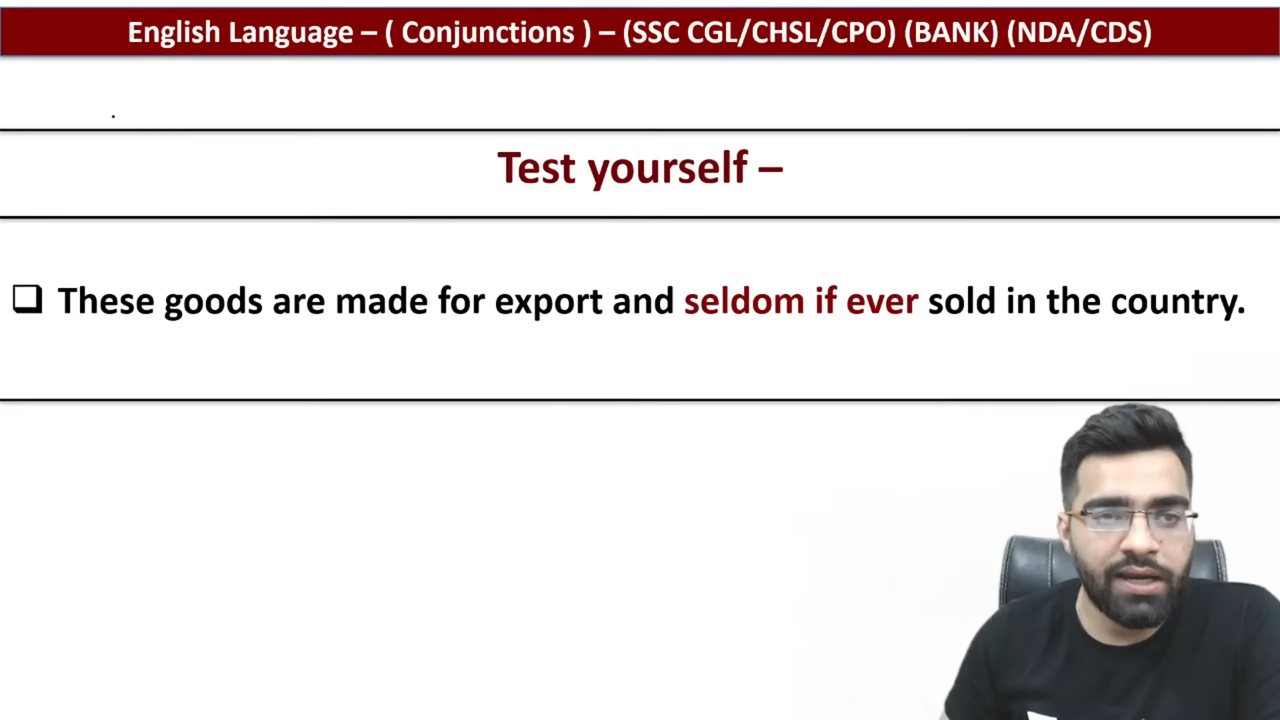 English Language – ( Conjunctions ) – (SSC CGL/CHSL/CPO) (BANK) (NDA/CDS)
.
Test yourself –
❑ These goods are made for export and seldom if ever sold in the country.